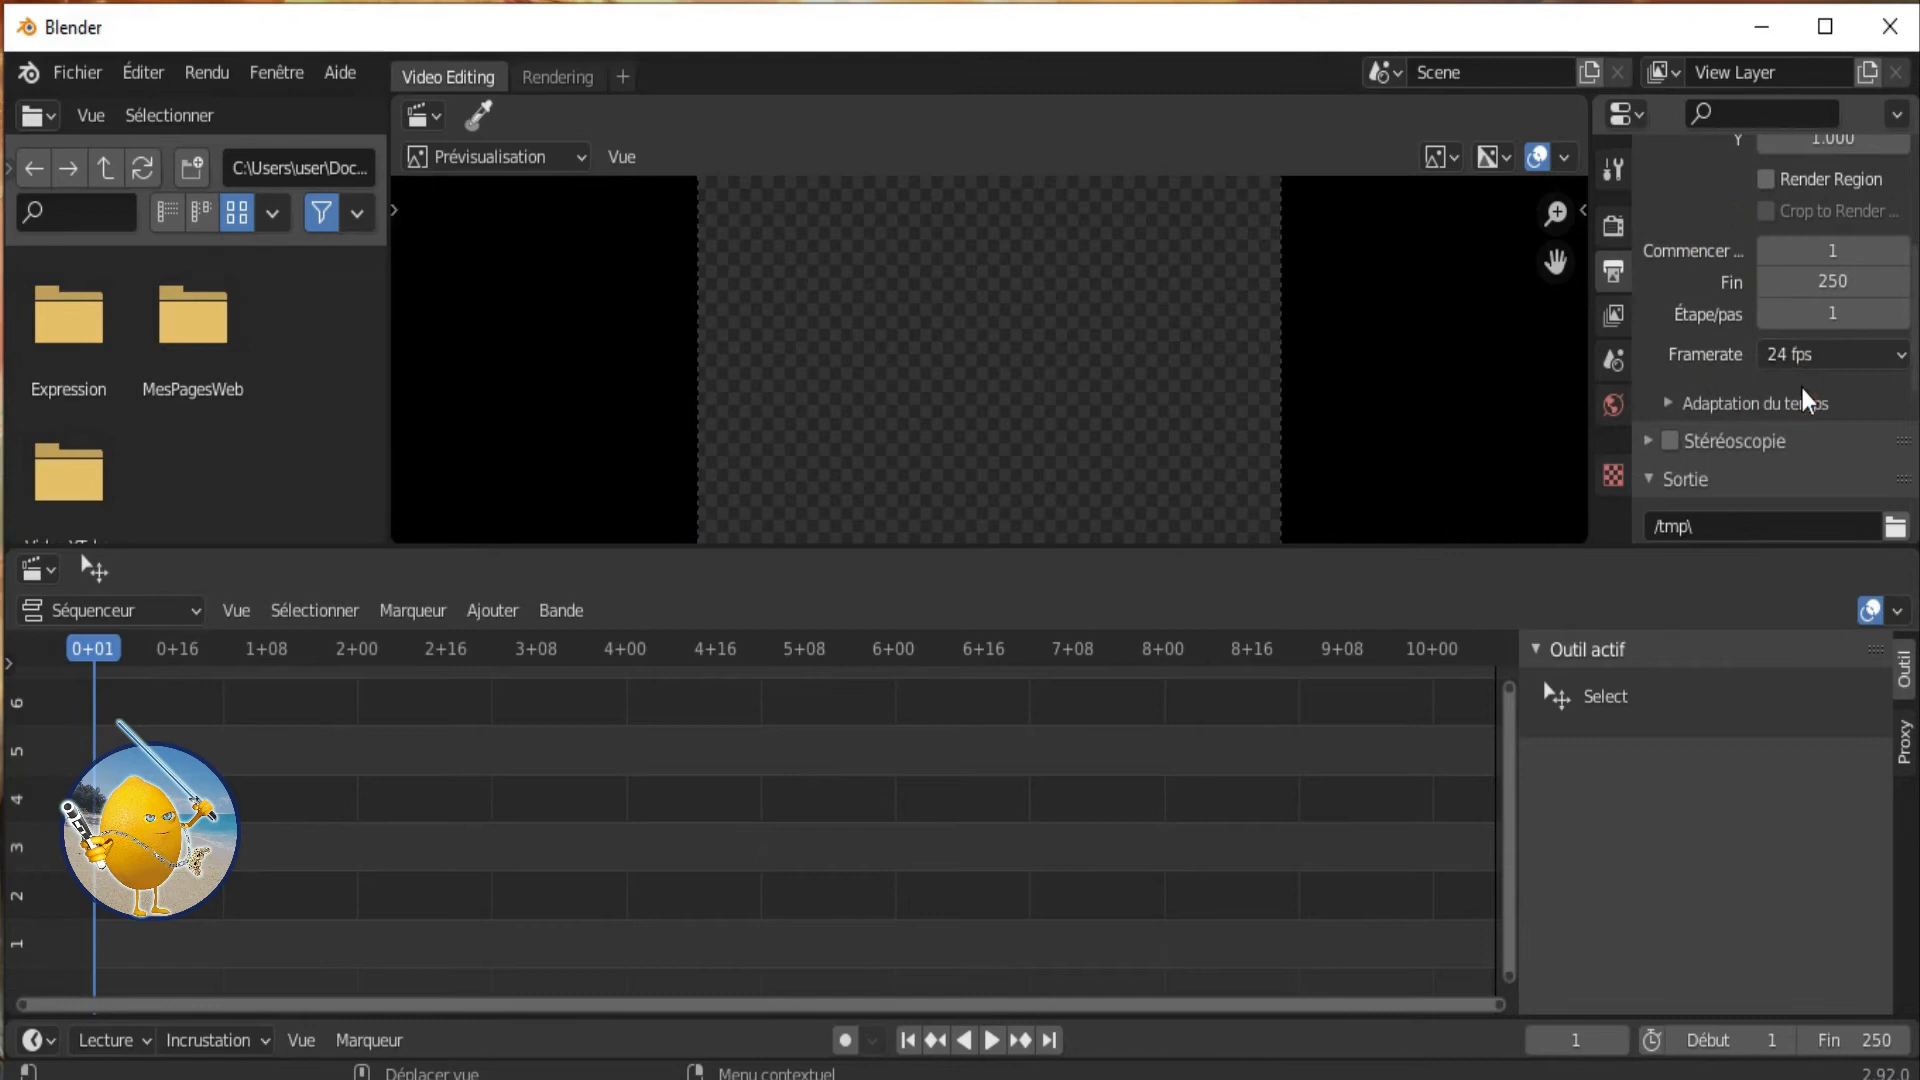 Blender
Fichier Éditer Rendu Fenêtre Aide Video Editing Rendering + Scene View Layer
Vue Sélectionner
C:\Users\user\Doc...
Prévisualisation Vue
Y 1.000
Render Region
Crop to Render ...
Commencer ... 1
Fin 250
Étape/pas 1
Framerate 24 fps
Adaptation du temps
Stéréoscopie
Sortie
/tmp\
Expression MesPagesWeb
Séquenceur Vue Sélectionner Marqueur Ajouter Bande
0+01 0+16 1+08 2+00 2+16 3+08 4+00 4+16 5+08 6+00 6+16 7+08 8+00 8+16 9+08 10+00
Outil actif
Select
Outil
Proxy
6
5
4
3
2
1
Lecture Incrustation Vue Marqueur 1 Début 1 Fin 250
Déplacer vue Menu contextuel 2.92.0